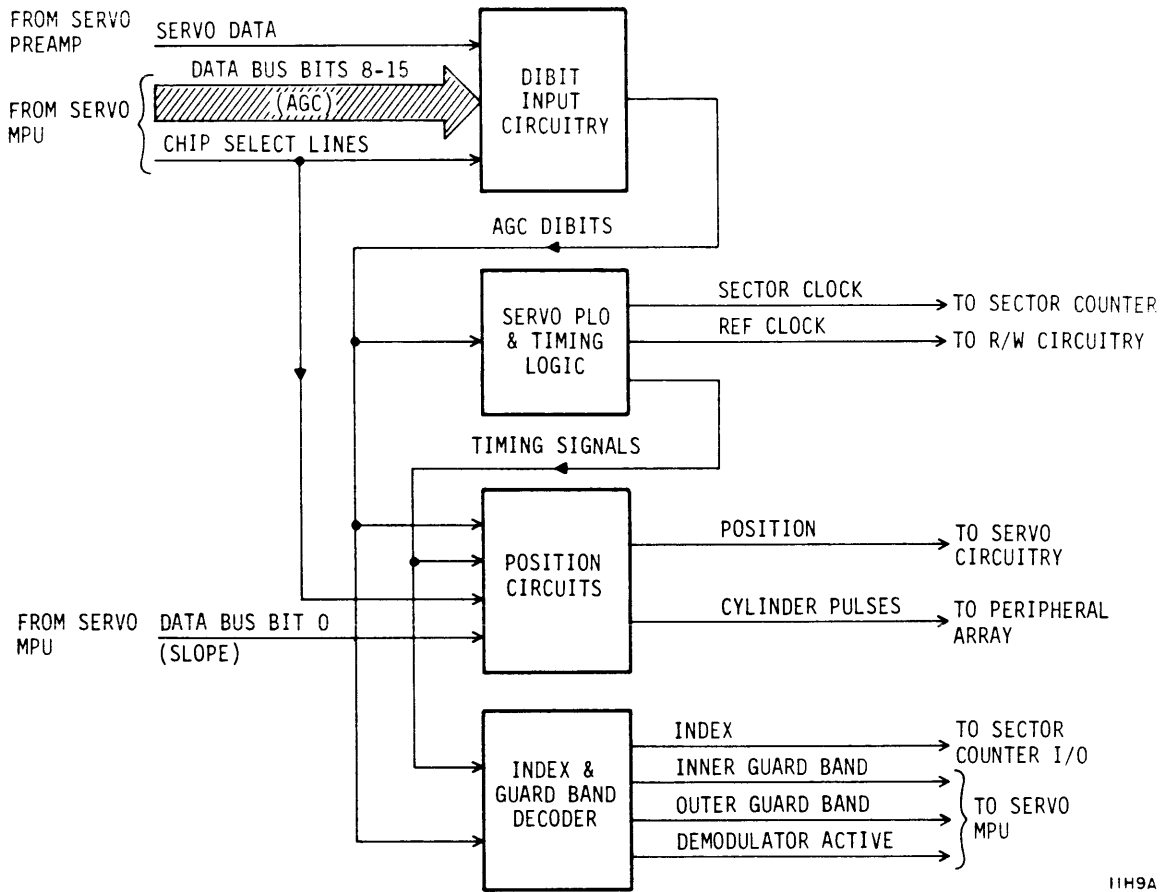 FROM SERVO
PREAMP
SERVO DATA
DATA BUS BITS 8-15
(AGC)
FROM SERVO
MPU
CHIP SELECT LINES
DIBIT
INPUT
CIRCUITRY
AGC DIBITS
SERVO PLO
& TIMING
LOGIC
SECTOR CLOCK
TO SECTOR COUNTER
REF CLOCK
TO R/W CIRCUITRY
TIMING SIGNALS
POSITION
CIRCUITS
POSITION
TO SERVO
CIRCUITRY
CYLINDER PULSES
TO PERIPHERAL
ARRAY
FROM SERVO
MPU
DATA BUS BIT 0
(SLOPE)
INDEX &
GUARD BAND
DECODER
INDEX
TO SECTOR
COUNTER I/O
INNER GUARD BAND
OUTER GUARD BAND
DEMODULATOR ACTIVE
TO SERVO
MPU
11H9A